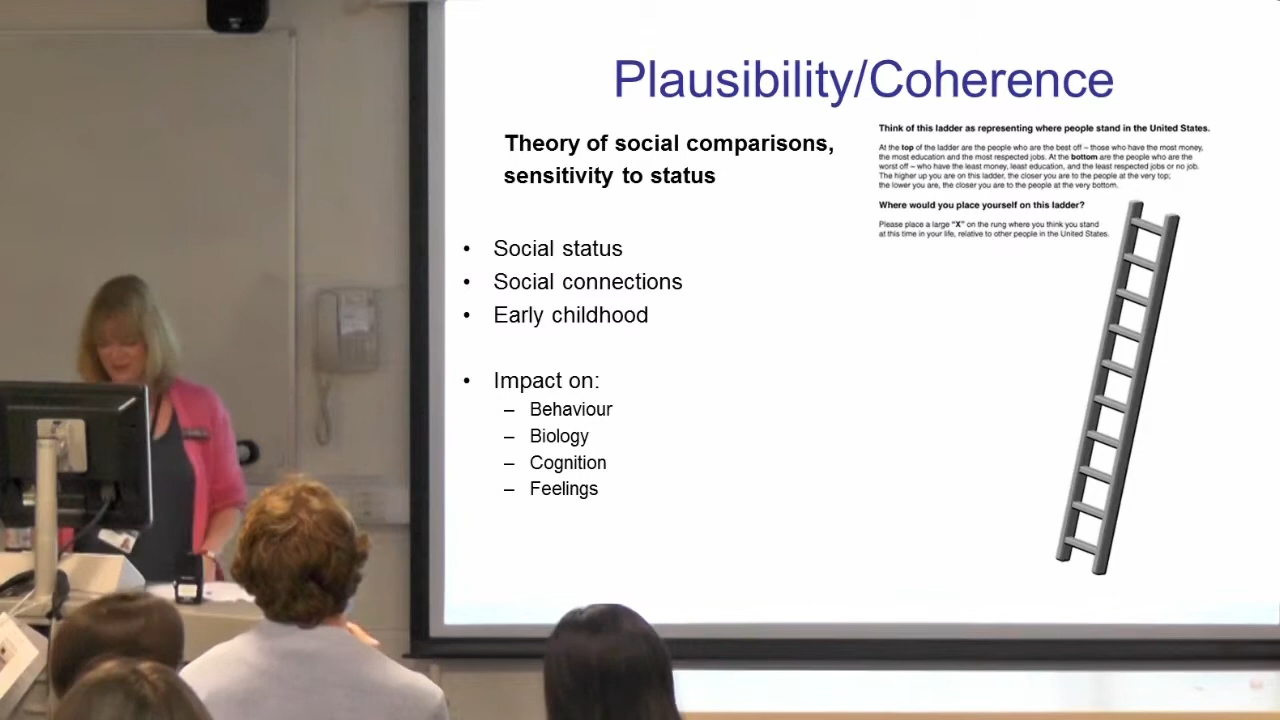 Plausibility/Coherence
Theory of social comparisons,
sensitivity to status
• Social status
• Social connections
• Early childhood
• Impact on:
– Behaviour
– Biology
– Cognition
– Feelings
Think of this ladder as representing where people stand in the United States.
At the top of the ladder are the people who are the best off – those who have the most money,
the most education and the most respected jobs. At the bottom are the people who are the
worst off – who have the least money, least education, and the least respected jobs or no job.
The higher up you are on this ladder, the closer you are to the people at the very top;
the lower you are, the closer you are to the people at the very bottom.
Where would you place yourself on this ladder?
Please place a large "X" on the rung where you think you stand
at this time in your life, relative to other people in the United States.